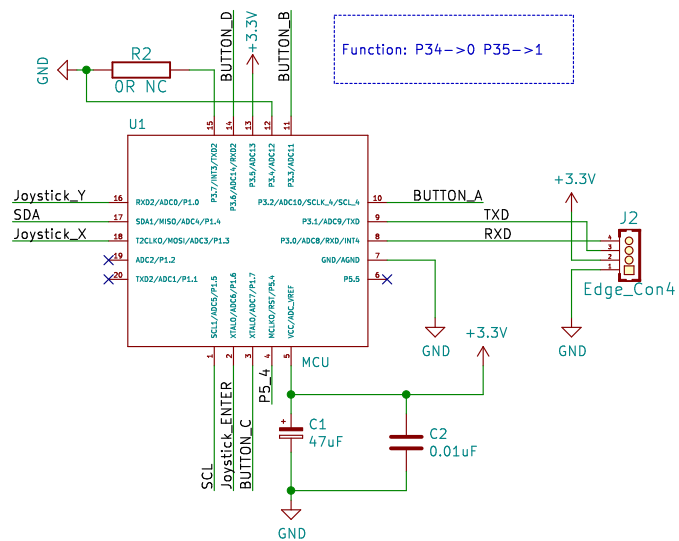 BUTTON_D
+3.3V
BUTTON_B
Function: P34->0 P35->1
GND
R2
0R NC
U1
15
14
13
12
11
P3.7/INT3/TXD2
P3.6/ADC14/RXD2
P3.5/ADC13
P3.4/ADC12
P3.3/ADC11
Joystick_Y
16
RXD2/ADC0/P1.0
P3.2/ADC10/SCLK_4/SCL_4
10
BUTTON_A
SDA
17
SDA1/MISO/ADC4/P1.4
P3.1/ADC9/TXD
9
TXD
Joystick_X
18
T2CLKO/MOSI/ADC3/P1.3
P3.0/ADC8/RXD/INT4
8
RXD
19
ADC2/P1.2
GND/AGND
7
20
TXD2/ADC1/P1.1
P5.5
6
+3.3V
J2
4
3
2
1
Edge_Con4
GND
GND
SCL1/ADC5/P1.5
XTALO/ADC6/P1.6
XTALO/ADC7/P1.7
MCLKO/RST/P5.4
VCC/ADC_VREF
1
2
3
4
5
MCU
+3.3V
SCL
Joystick_ENTER
BUTTON_C
P5_4
+
C1
47uF
C2
0.01uF
GND